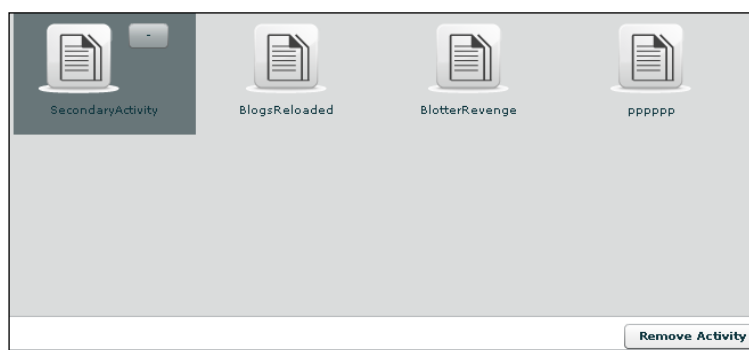 -
SecondaryActivity BlogsReloaded BlotterRevenge pppppp
Remove Activity